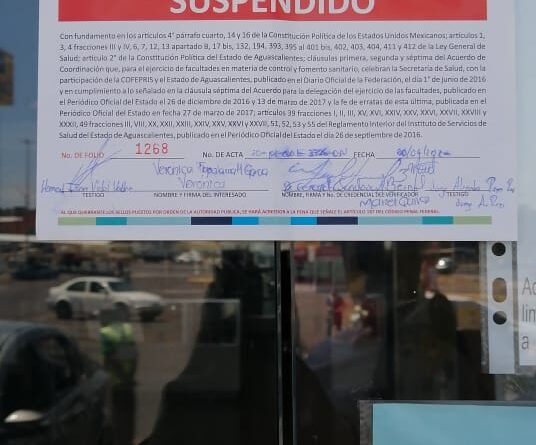 SUSPENDIDO
Con fundamento en los artículos 4° párrafo cuarto, 14 y 16 de la Constitución Política de los Estados Unidos Mexicanos; artículos 1,
3, 4 fracciones III y IV, 6, 7, 12, 13 apartado B, 17 bis, 132, 194, 393, 395 al 401 bis, 402, 403, 404, 411 y 412 de la Ley General de
Salud; artículo 2° de la Constitución Política del Estado de Aguascalientes; cláusulas primera, segunda y séptima del Acuerdo de
Coordinación que, para el ejercicio de facultades en materia de control y fomento sanitario, celebran la Secretaría de Salud, con la
participación de la COFEPRIS y el Estado de Aguascalientes, publicado en el Diario Oficial de la Federación, el día 1° de junio de 2016
y en cumplimiento a lo señalado en la cláusula séptima del Acuerdo para la delegación del ejercicio de las facultades, publicado en
el Periódico Oficial del Estado el 26 de diciembre de 2016 y 13 de marzo de 2017 y la fe de erratas de esta última, publicada en el
Periódico Oficial del Estado en fecha 27 de marzo de 2017; artículos 39 fracciones I, II, III, XV, XVI, XXIV, XXV, XXVI, XXVII, XXVIII y
XXXII, 49 fracciones VII, VIII, XX, XXI, XXII, XXIII, XXIV, XXV, XXVI y XXVII, 51, 52, 53 y 55 del Reglamento Interior del Instituto de Servicios de
Salud del Estado de Aguascalientes, publicado en el Periódico Oficial del Estado el día 26 de septiembre de 2016.
No. DE FOLIO 1268 No. DE ACTA FECHA
Veronica
Veronica
TESTIGO NOMBRE Y FIRMA DEL INTERESADO NOMBRE, FIRMA Y No. DE CREDENCIAL DEL VERIFICADOR TESTIGO
AL QUE QUEBRANTE LOS SELLOS PUESTOS POR ORDEN DE LA AUTORIDAD PÚBLICA, SE HARÁ ACREEDOR A LA PENA QUE SEÑALE EL ARTÍCULO 187 DEL CÓDIGO PENAL FEDERAL.
Ac
lim
a